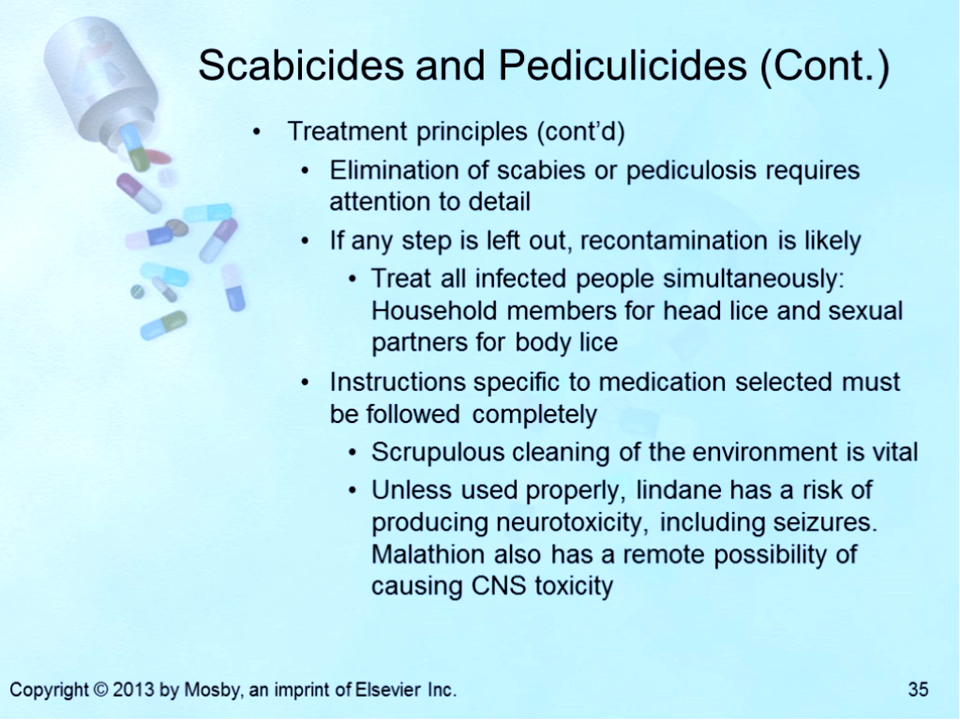 Scabicides and Pediculicides (Cont.)
• Treatment principles (cont’d)
• Elimination of scabies or pediculosis requires
attention to detail
• If any step is left out, recontamination is likely
• Treat all infected people simultaneously:
Household members for head lice and sexual
partners for body lice
• Instructions specific to medication selected must
be followed completely
• Scrupulous cleaning of the environment is vital
• Unless used properly, lindane has a risk of
producing neurotoxicity, including seizures.
Malathion also has a remote possibility of
causing CNS toxicity
Copyright © 2013 by Mosby, an imprint of Elsevier Inc.
35